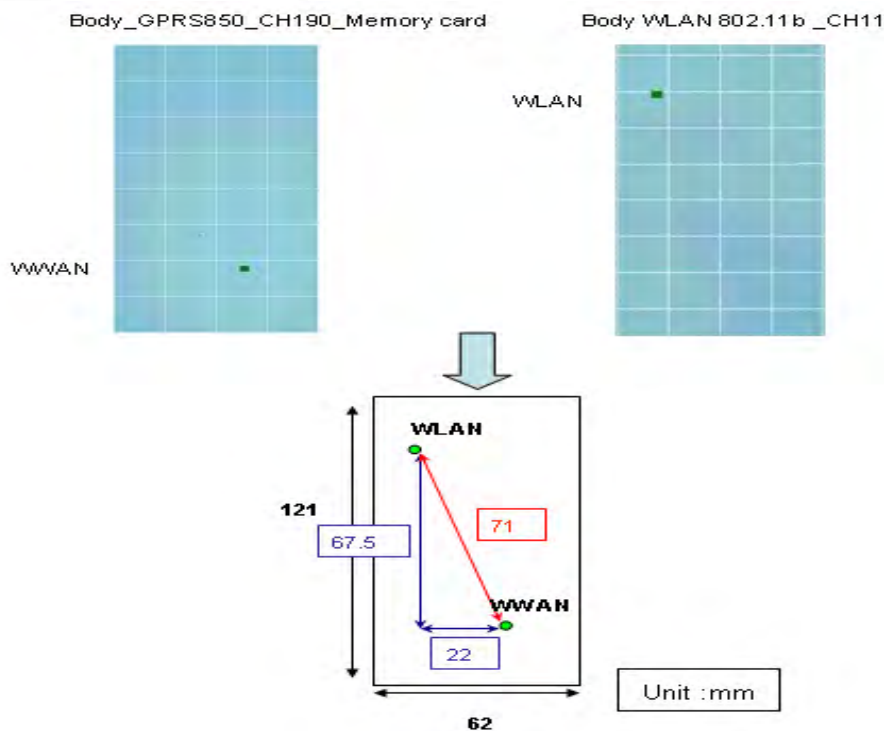 Body_GPRS850_CH190_Memory card
Body WLAN 802.11b _CH11
WLAN
WWAN
WLAN
121
67.5
71
WWAN
22
Unit :mm
62